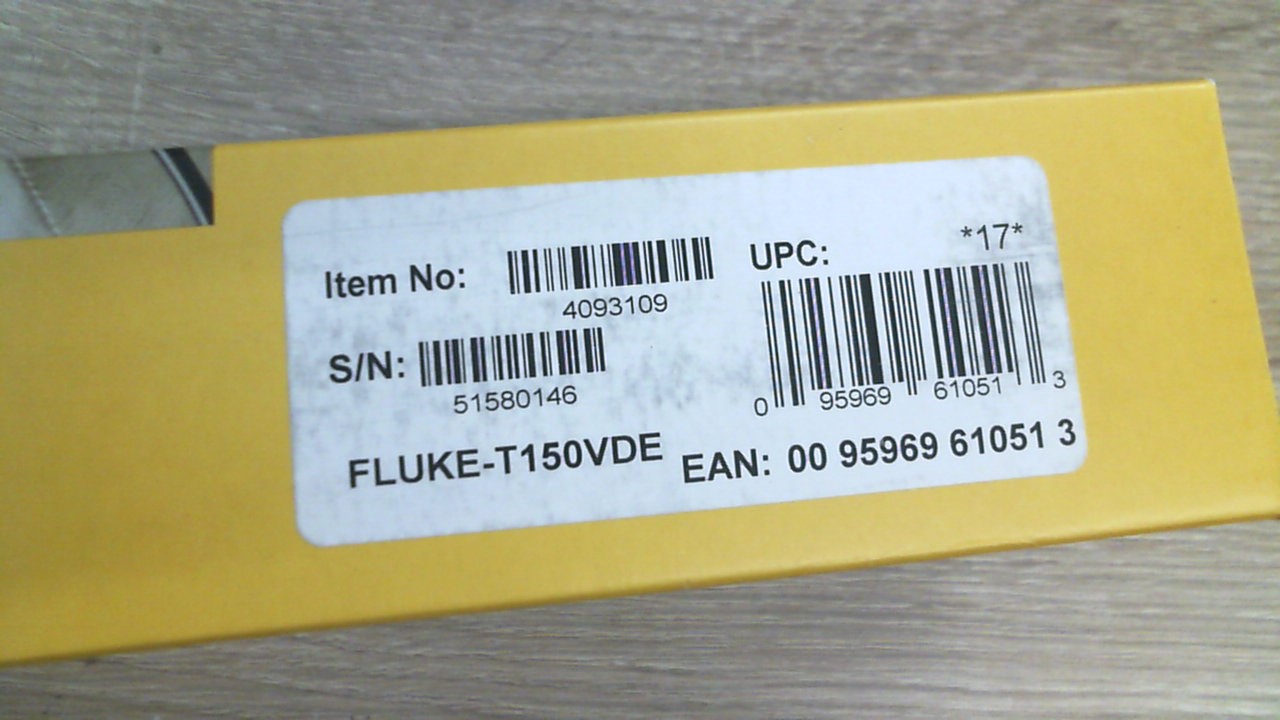 Item No:
4093109
S/N:
51580146
FLUKE-T150VDE
UPC:
*17*
0 95969 61051 3
EAN: 00 95969 61051 3